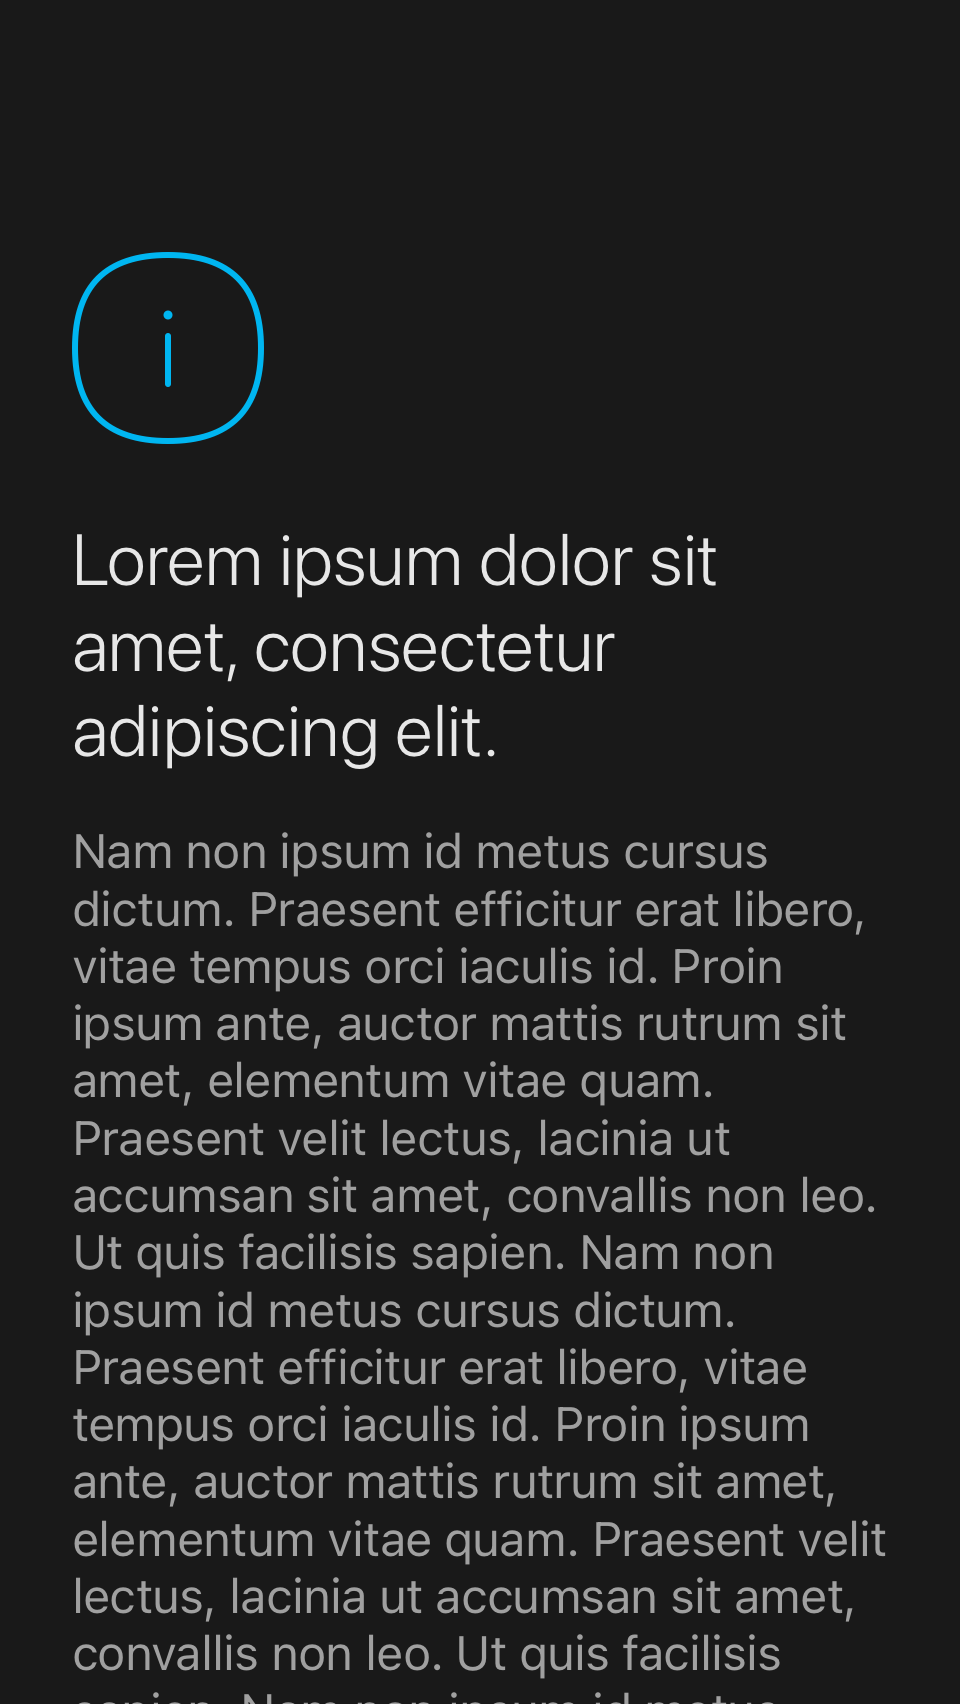 i
Lorem ipsum dolor sit
amet, consectetur
adipiscing elit.
Nam non ipsum id metus cursus
dictum. Praesent efficitur erat libero,
vitae tempus orci iaculis id. Proin
ipsum ante, auctor mattis rutrum sit
amet, elementum vitae quam.
Praesent velit lectus, lacinia ut
accumsan sit amet, convallis non leo.
Ut quis facilisis sapien. Nam non
ipsum id metus cursus dictum.
Praesent efficitur erat libero, vitae
tempus orci iaculis id. Proin ipsum
ante, auctor mattis rutrum sit amet,
elementum vitae quam. Praesent velit
lectus, lacinia ut accumsan sit amet,
convallis non leo. Ut quis facilisis